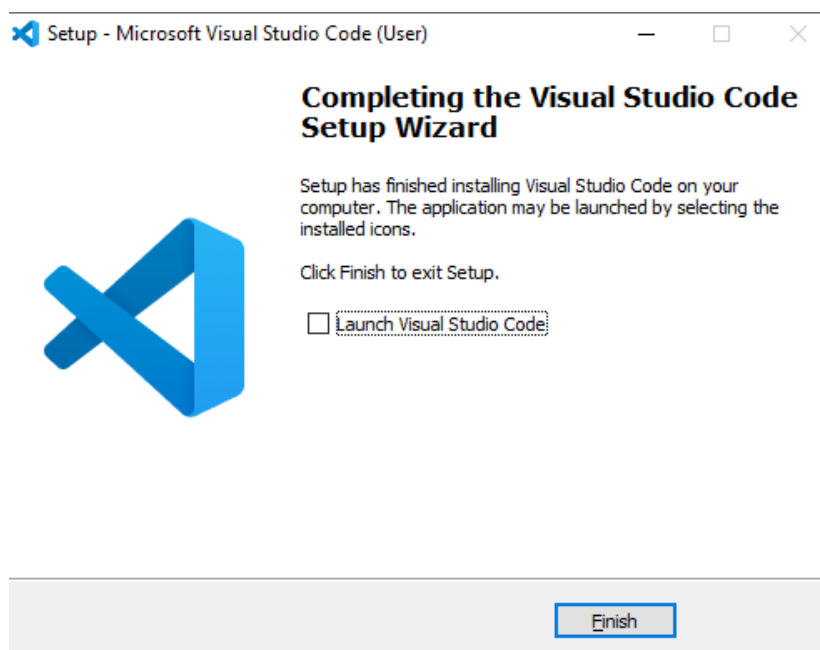 Setup - Microsoft Visual Studio Code (User)
Completing the Visual Studio Code
Setup Wizard
Setup has finished installing Visual Studio Code on your
computer. The application may be launched by selecting the
installed icons.
Click Finish to exit Setup.
Launch Visual Studio Code
Finish